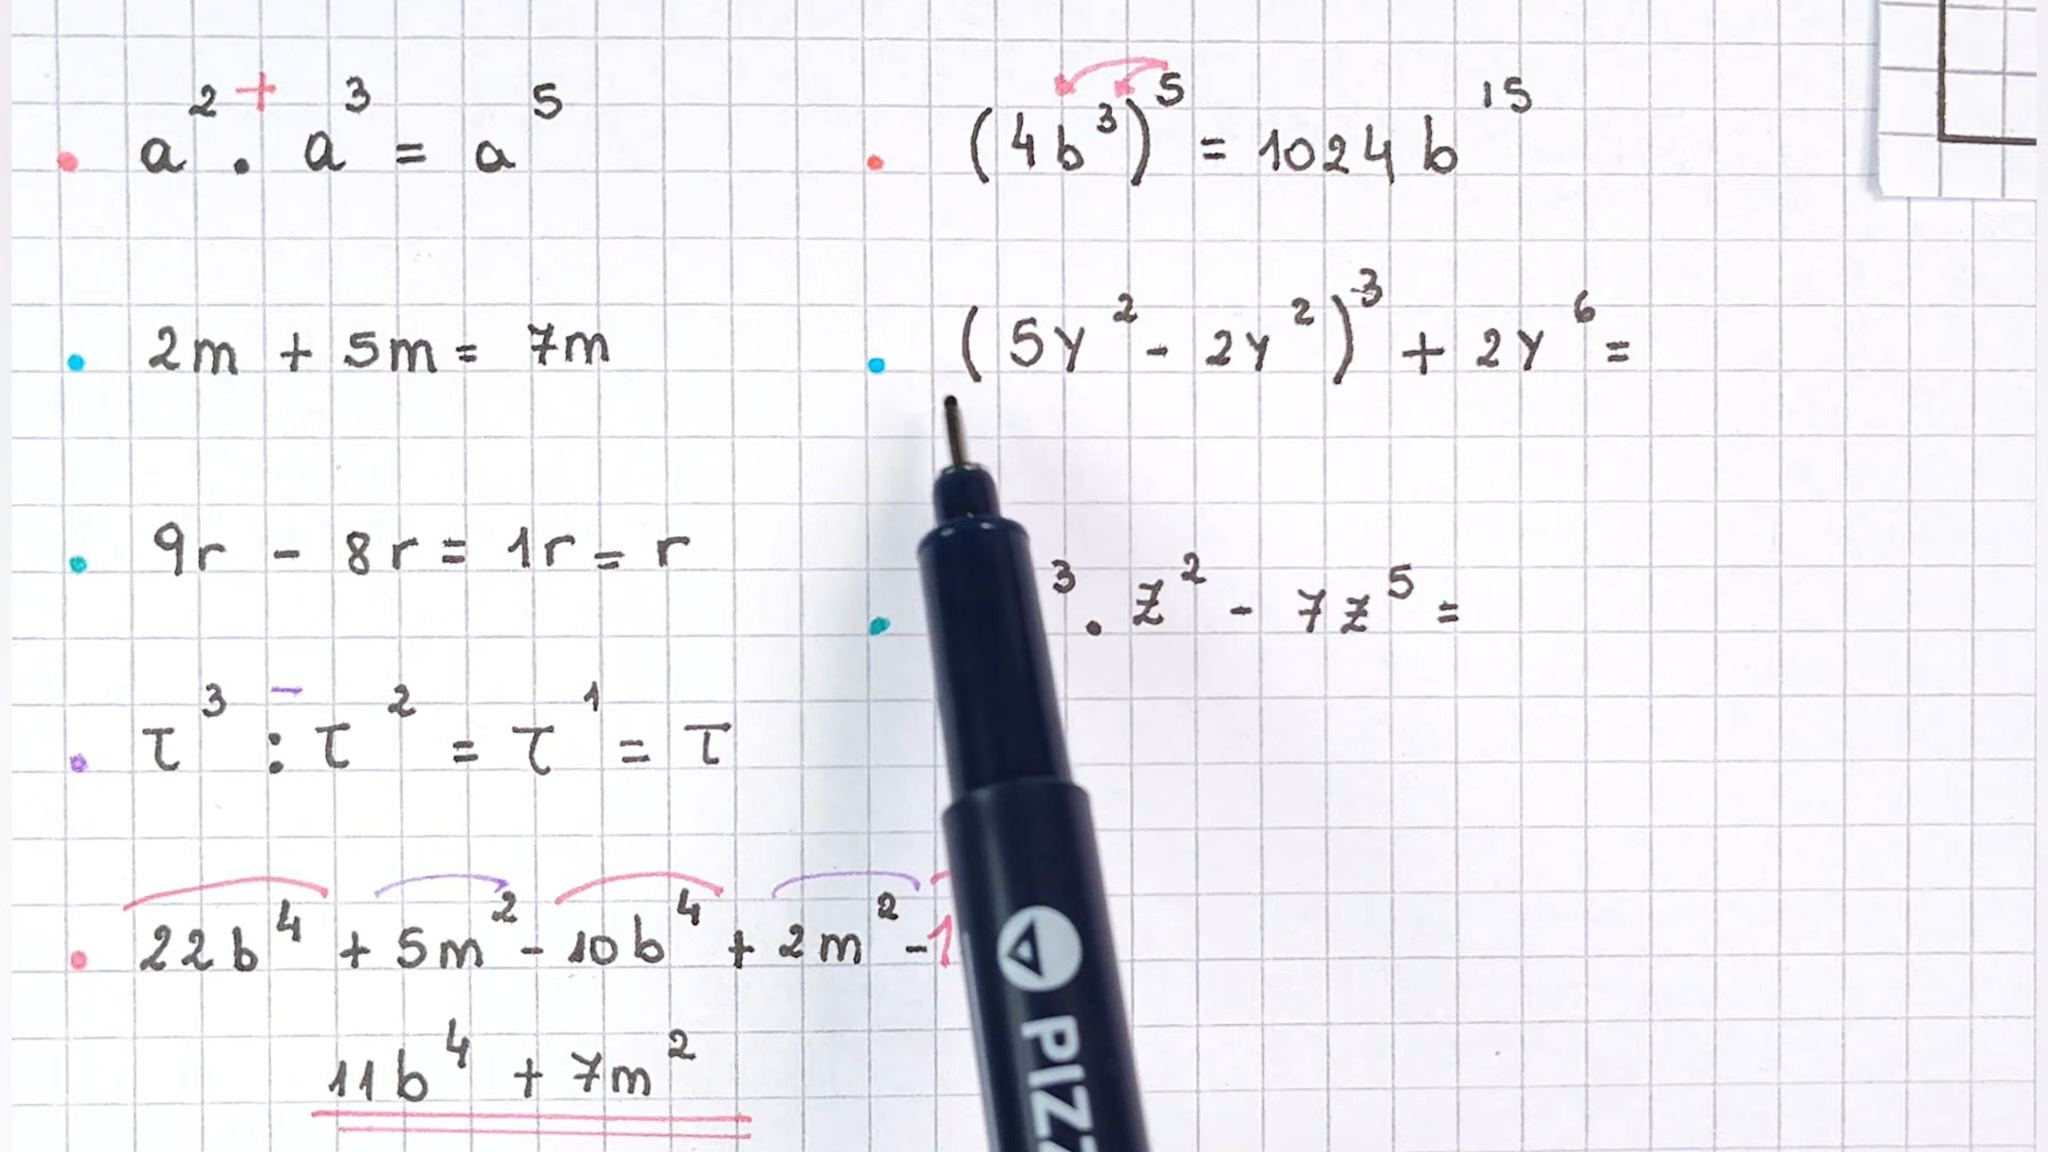 a² + · a³ = a⁵
2m + 5m = 7m
9r - 8r = 1r = r
τ³ - : τ² = τ¹ = τ
22b⁴ + 5m² - 10b⁴ + 2m² - 1
11b⁴ + 7m²
(4b³)⁵ = 1024b¹⁵
(5y² - 2y²)³ + 2y⁶ =
³ · z² - 7z⁵ =
PIZ